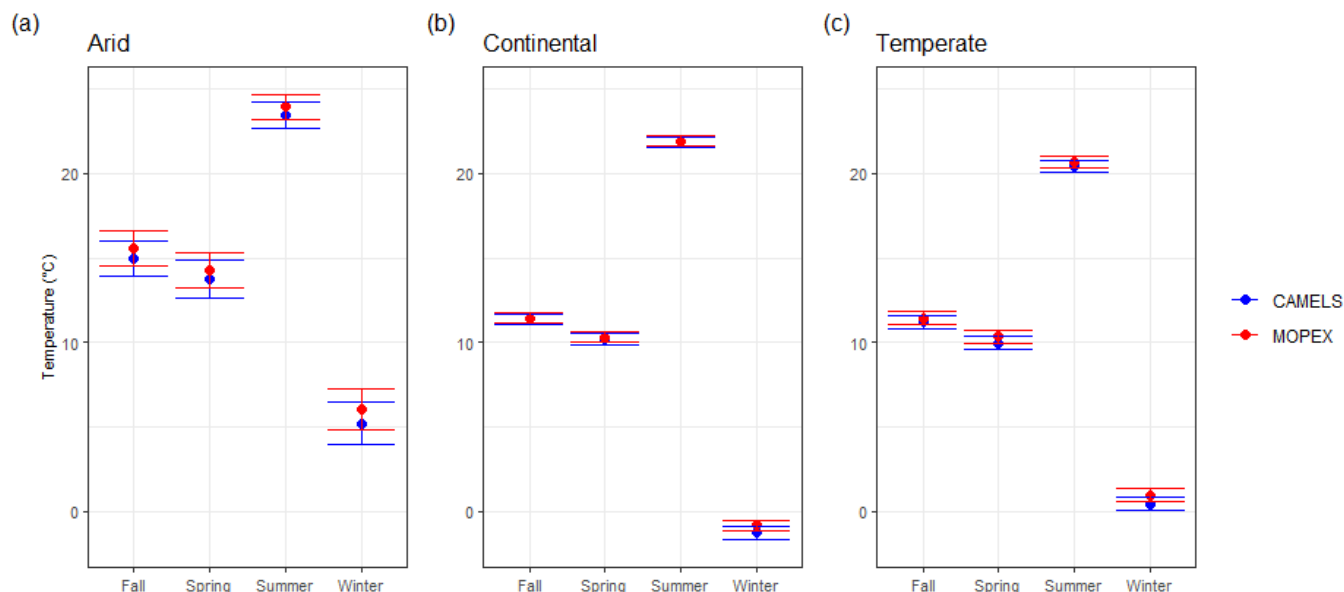 (a)
Arid
(b)
Continental
(c)
Temperate
Temperature (°C)
20
10
0
Fall Spring Summer Winter
20
10
0
Fall Spring Summer Winter
20
10
0
Fall Spring Summer Winter
CAMELS
MOPEX